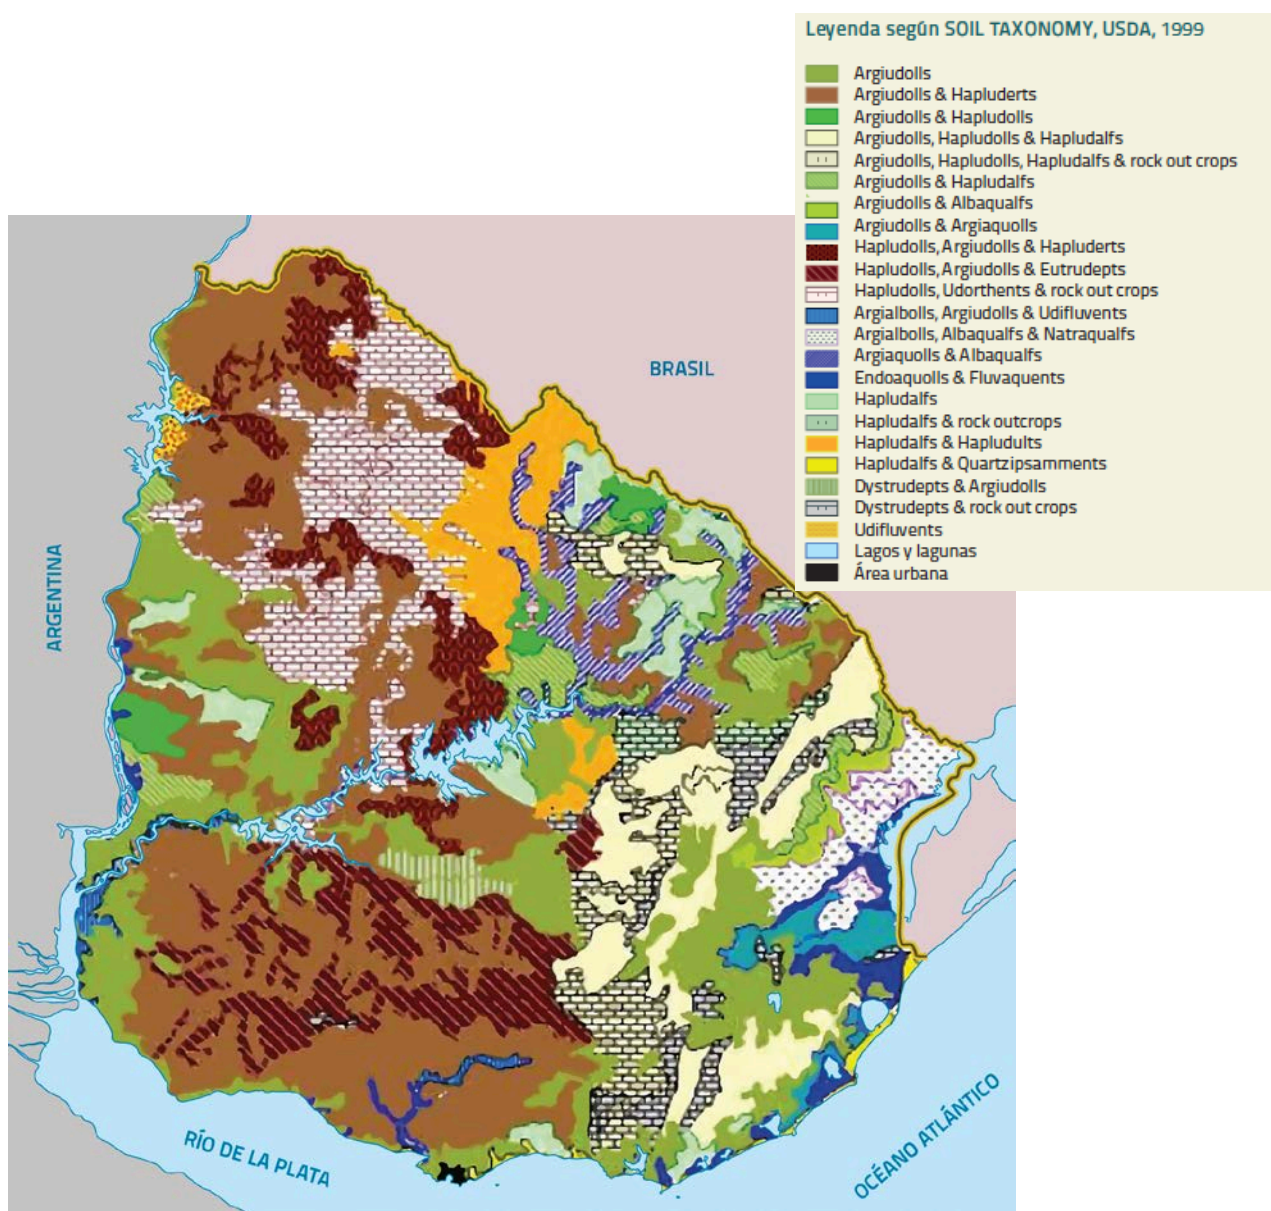 Leyenda según SOIL TAXONOMY, USDA, 1999
Argiudolls
Argiudolls & Hapluderts
Argiudolls & Hapludolls
Argiudolls, Hapludolls & Hapludalfs
Argiudolls, Hapludolls, Hapludalfs & rock out crops
Argiudolls & Hapludalfs
Argiudolls & Albaqualfs
Argiudolls & Argiaquolls
Hapludolls, Argiudolls & Hapluderts
Hapludolls, Argiudolls & Eutrudepts
Hapludolls, Udorthents & rock out crops
Argialbolls, Argiudolls & Udifluvents
Argialbolls, Albaqualfs & Natraqualfs
Argiaquolls & Albaqualfs
Endoaquolls & Fluvaquents
Hapludalfs
Hapludalfs & rock outcrops
Hapludalfs & Hapludults
Hapludalfs & Quartzipsamments
Dystrudepts & Argiudolls
Dystrudepts & rock out crops
Udifluvents
Lagos y lagunas
Área urbana
BRASIL
ARGENTINA
RÍO DE LA PLATA
OCÉANO ATLÁNTICO